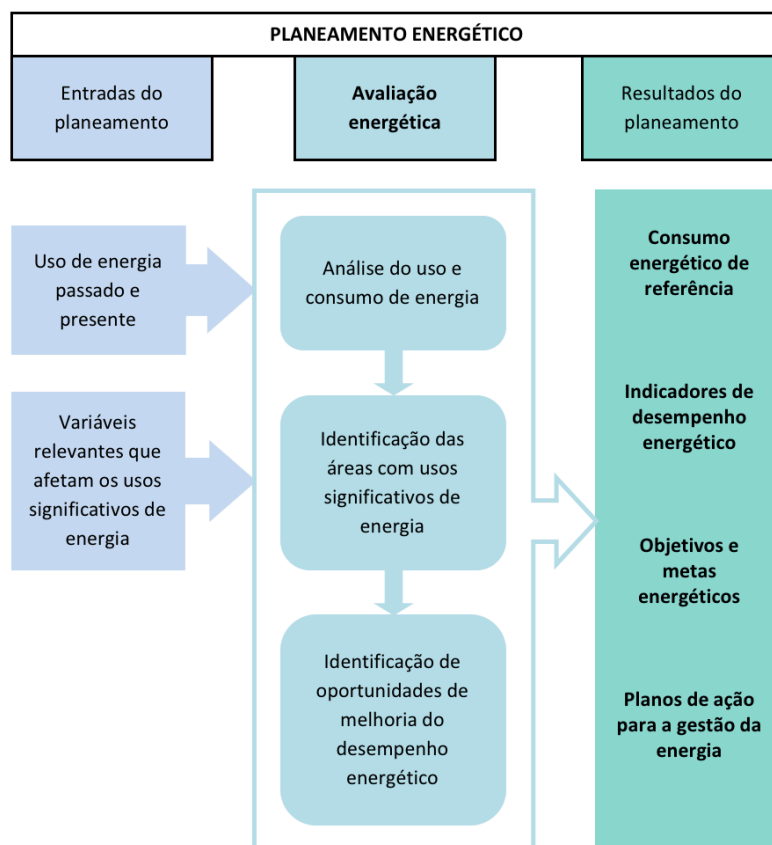 PLANEAMENTO ENERGÉTICO
Entradas do
planeamento
Avaliação
energética
Resultados do
planeamento
Uso de energia
passado e
presente
Variáveis
relevantes que
afetam os usos
significativos de
energia
Análise do uso e
consumo de energia
Identificação das
áreas com usos
significativos de
energia
Identificação de
oportunidades de
melhoria do
desempenho
energético
Consumo
energético de
referência
Indicadores de
desempenho
energético
Objetivos e
metas
energéticos
Planos de ação
para a gestão da
energia